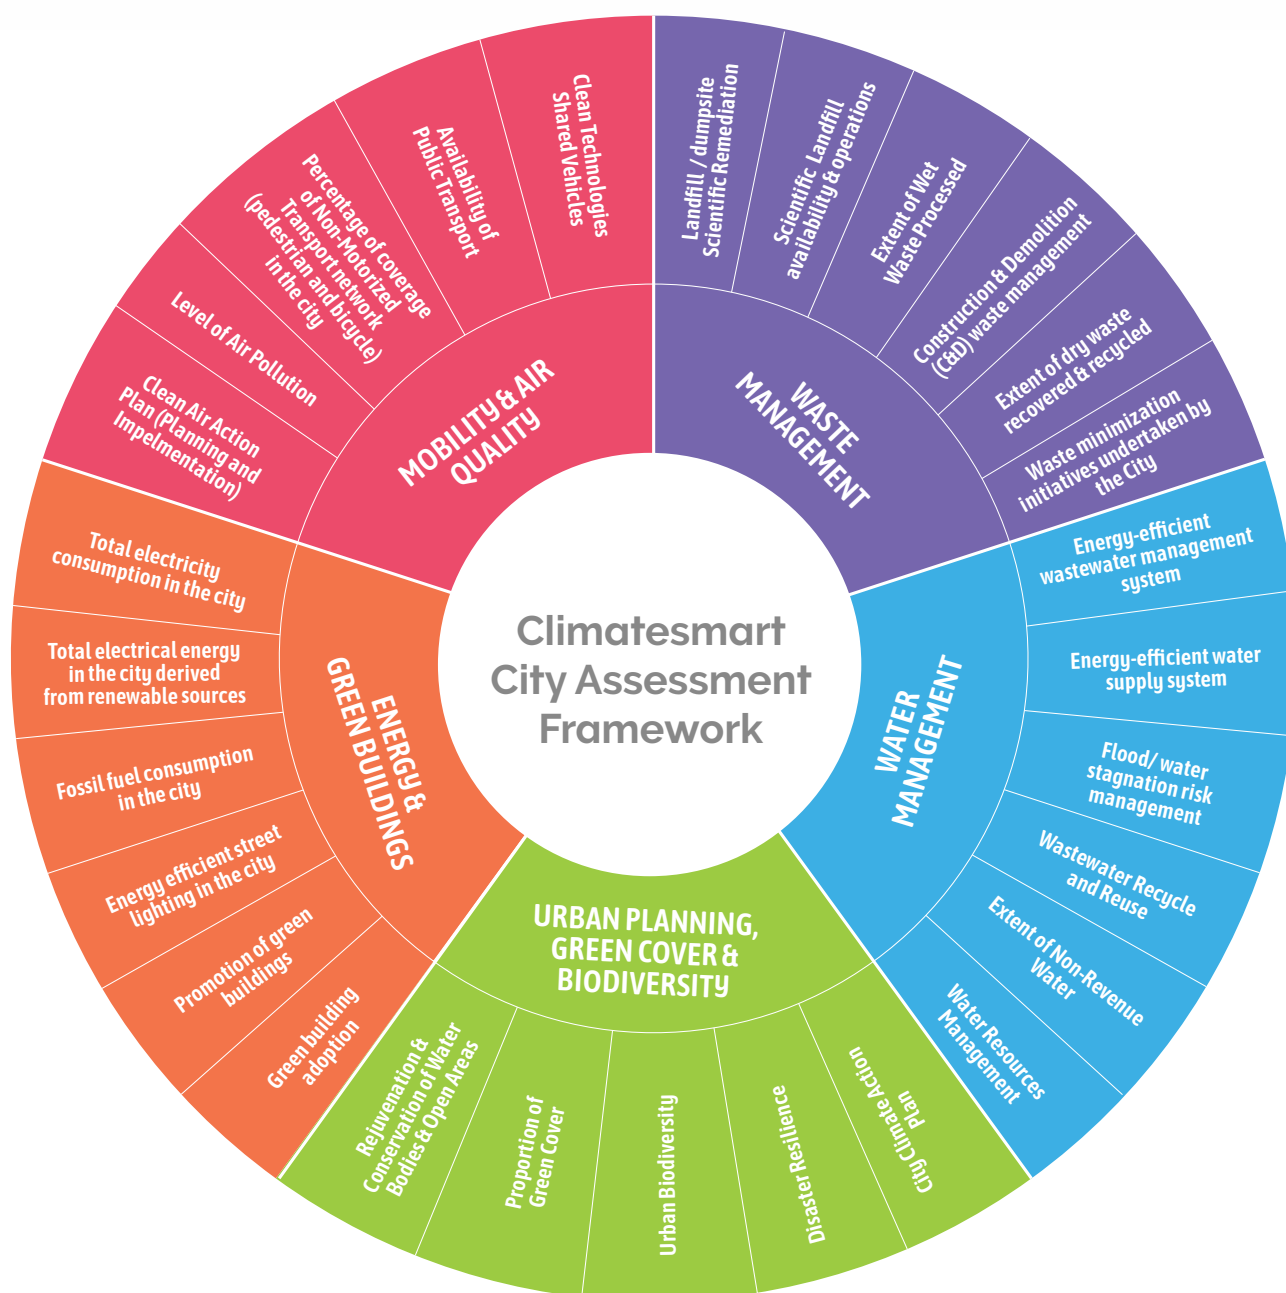 Climatesmart
City Assessment
Framework
WASTE
MANAGEMENT
Landfill / dumpsite
Scientific Remediation
Scientific Landfill
availability & operations
Extent of Wet
Waste Processed
Construction & Demolition
(C&D) waste management
Extent of dry waste
recovered & recycled
Waste minimization
initiatives undertaken by
the City
WATER
MANAGEMENT
Energy-efficient
wastewater management
system
Energy-efficient water
supply system
Flood/ water
stagnation risk
management
Wastewater Recycle
and Reuse
Extent of Non-Revenue
Water
Water Resources
Management
URBAN PLANNING,
GREEN COVER &
BIODIVERSITY
City Climate Action
Plan
Disaster Resilience
Urban Biodiversity
Proportion of
Green Cover
Rejuvenation &
Conservation of Water
Bodies & Open Areas
ENERGY &
GREEN BUILDINGS
Green building
adoption
Promotion of green
buildings
Energy efficient street
lighting in the city
Fossil fuel consumption
in the city
Total electrical energy
in the city derived
from renewable sources
Total electricity
consumption in the city
MOBILITY & AIR
QUALITY
Clean Air Action
Plan (Planning and
Impelmentation)
Level of Air Pollution
Percentage of coverage
of Non-Motorized
Transport network
(pedestrian and bicycle)
in the city
Availability of
Public Transport
Clean Technologies
Shared Vehicles